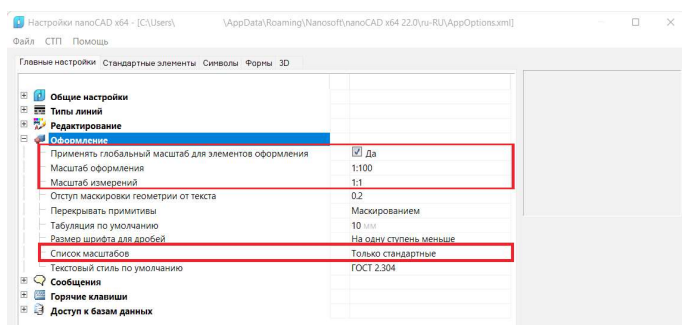 Настройки nanoCAD x64 - [C:\Users\ \AppData\Roaming\Nanosoft\nanoCAD x64 22.0\ru-RU\AppOptions.xml]
Файл СТП Помощь
Главные настройки Стандартные элементы Символы Формы 3D
Общие настройки
Типы линий
Редактирование
Оформление
Применять глобальный масштаб для элементов оформления Да
Масштаб оформления 1:100
Масштаб измерений 1:1
Отступ маскировки геометрии от текста 0.2
Перекрывать примитивы Маскированием
Табуляция по умолчанию 10 мм
Размер шрифта для дробей На одну ступень меньше
Список масштабов Только стандартные
Текстовый стиль по умолчанию ГОСТ 2.304
Сообщения
Горячие клавиши
Доступ к базам данных